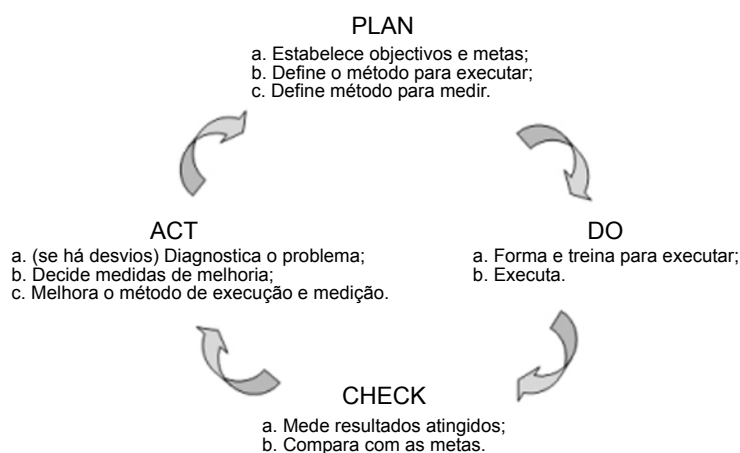 PLAN
a. Estabelece objectivos e metas;
b. Define o método para executar;
c. Define método para medir.
ACT
a. (se há desvios) Diagnostica o problema;
b. Decide medidas de melhoria;
c. Melhora o método de execução e medição.
DO
a. Forma e treina para executar;
b. Executa.
CHECK
a. Mede resultados atingidos;
b. Compara com as metas.